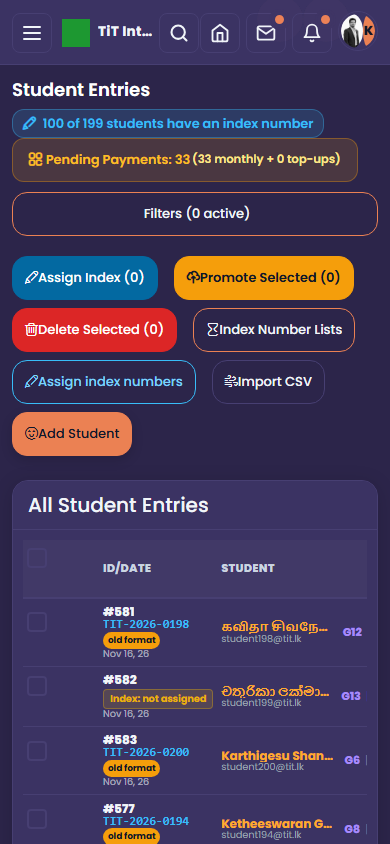 TiT Int...
K
Student Entries
100 of 199 students have an index number
Pending Payments: 33 (33 monthly + 0 top-ups)
Filters (0 active)
Assign Index (0)
Promote Selected (0)
Delete Selected (0)
Index Number Lists
Assign index numbers
Import CSV
Add Student
All Student Entries
ID/DATE
STUDENT
#581
TIT-2026-0198
old format
Nov 16, 26
கவிதா சிவநே...
student198@tit.lk
G12
#582
Index: not assigned
Nov 16, 26
චතුරිකා ක්‍ෂේමා...
student199@tit.lk
G13
#583
TIT-2026-0200
old format
Nov 16, 26
Karthigesu Shan...
student200@tit.lk
G6
#577
TIT-2026-0194
old format
Ketheeswaran G...
student194@tit.lk
G8